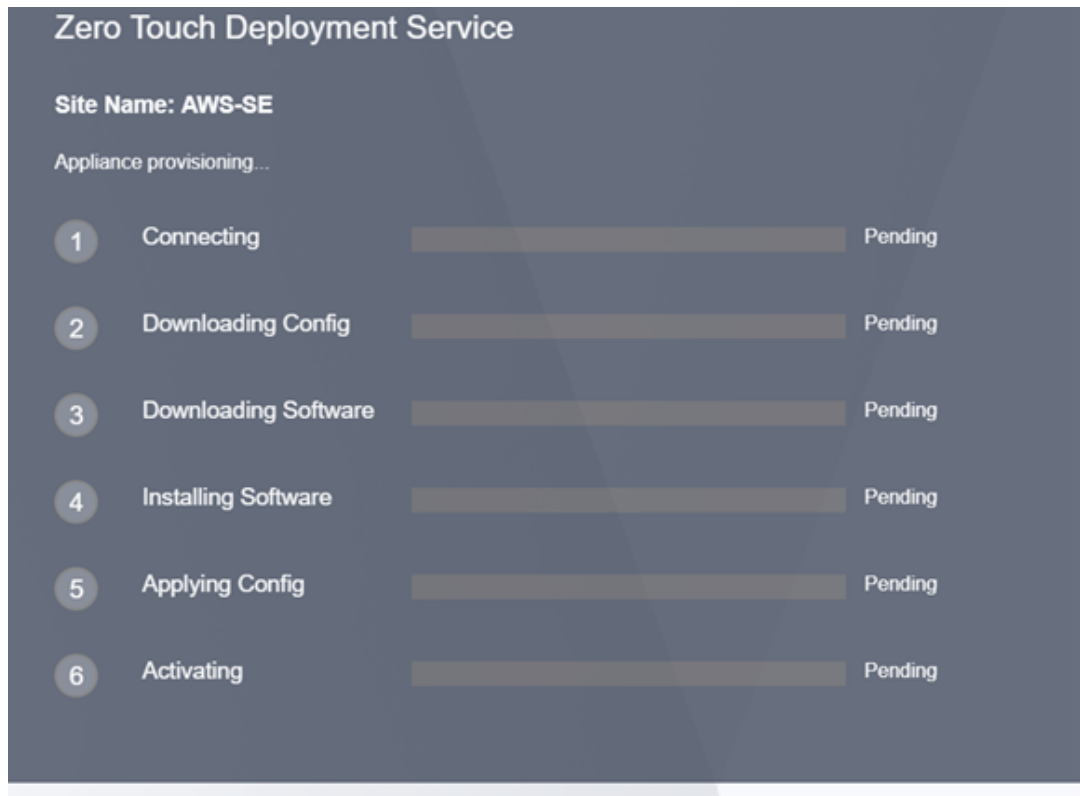 Zero Touch Deployment Service
Site Name: AWS-SE
Appliance provisioning...
1 Connecting Pending
2 Downloading Config Pending
3 Downloading Software Pending
4 Installing Software Pending
5 Applying Config Pending
6 Activating Pending